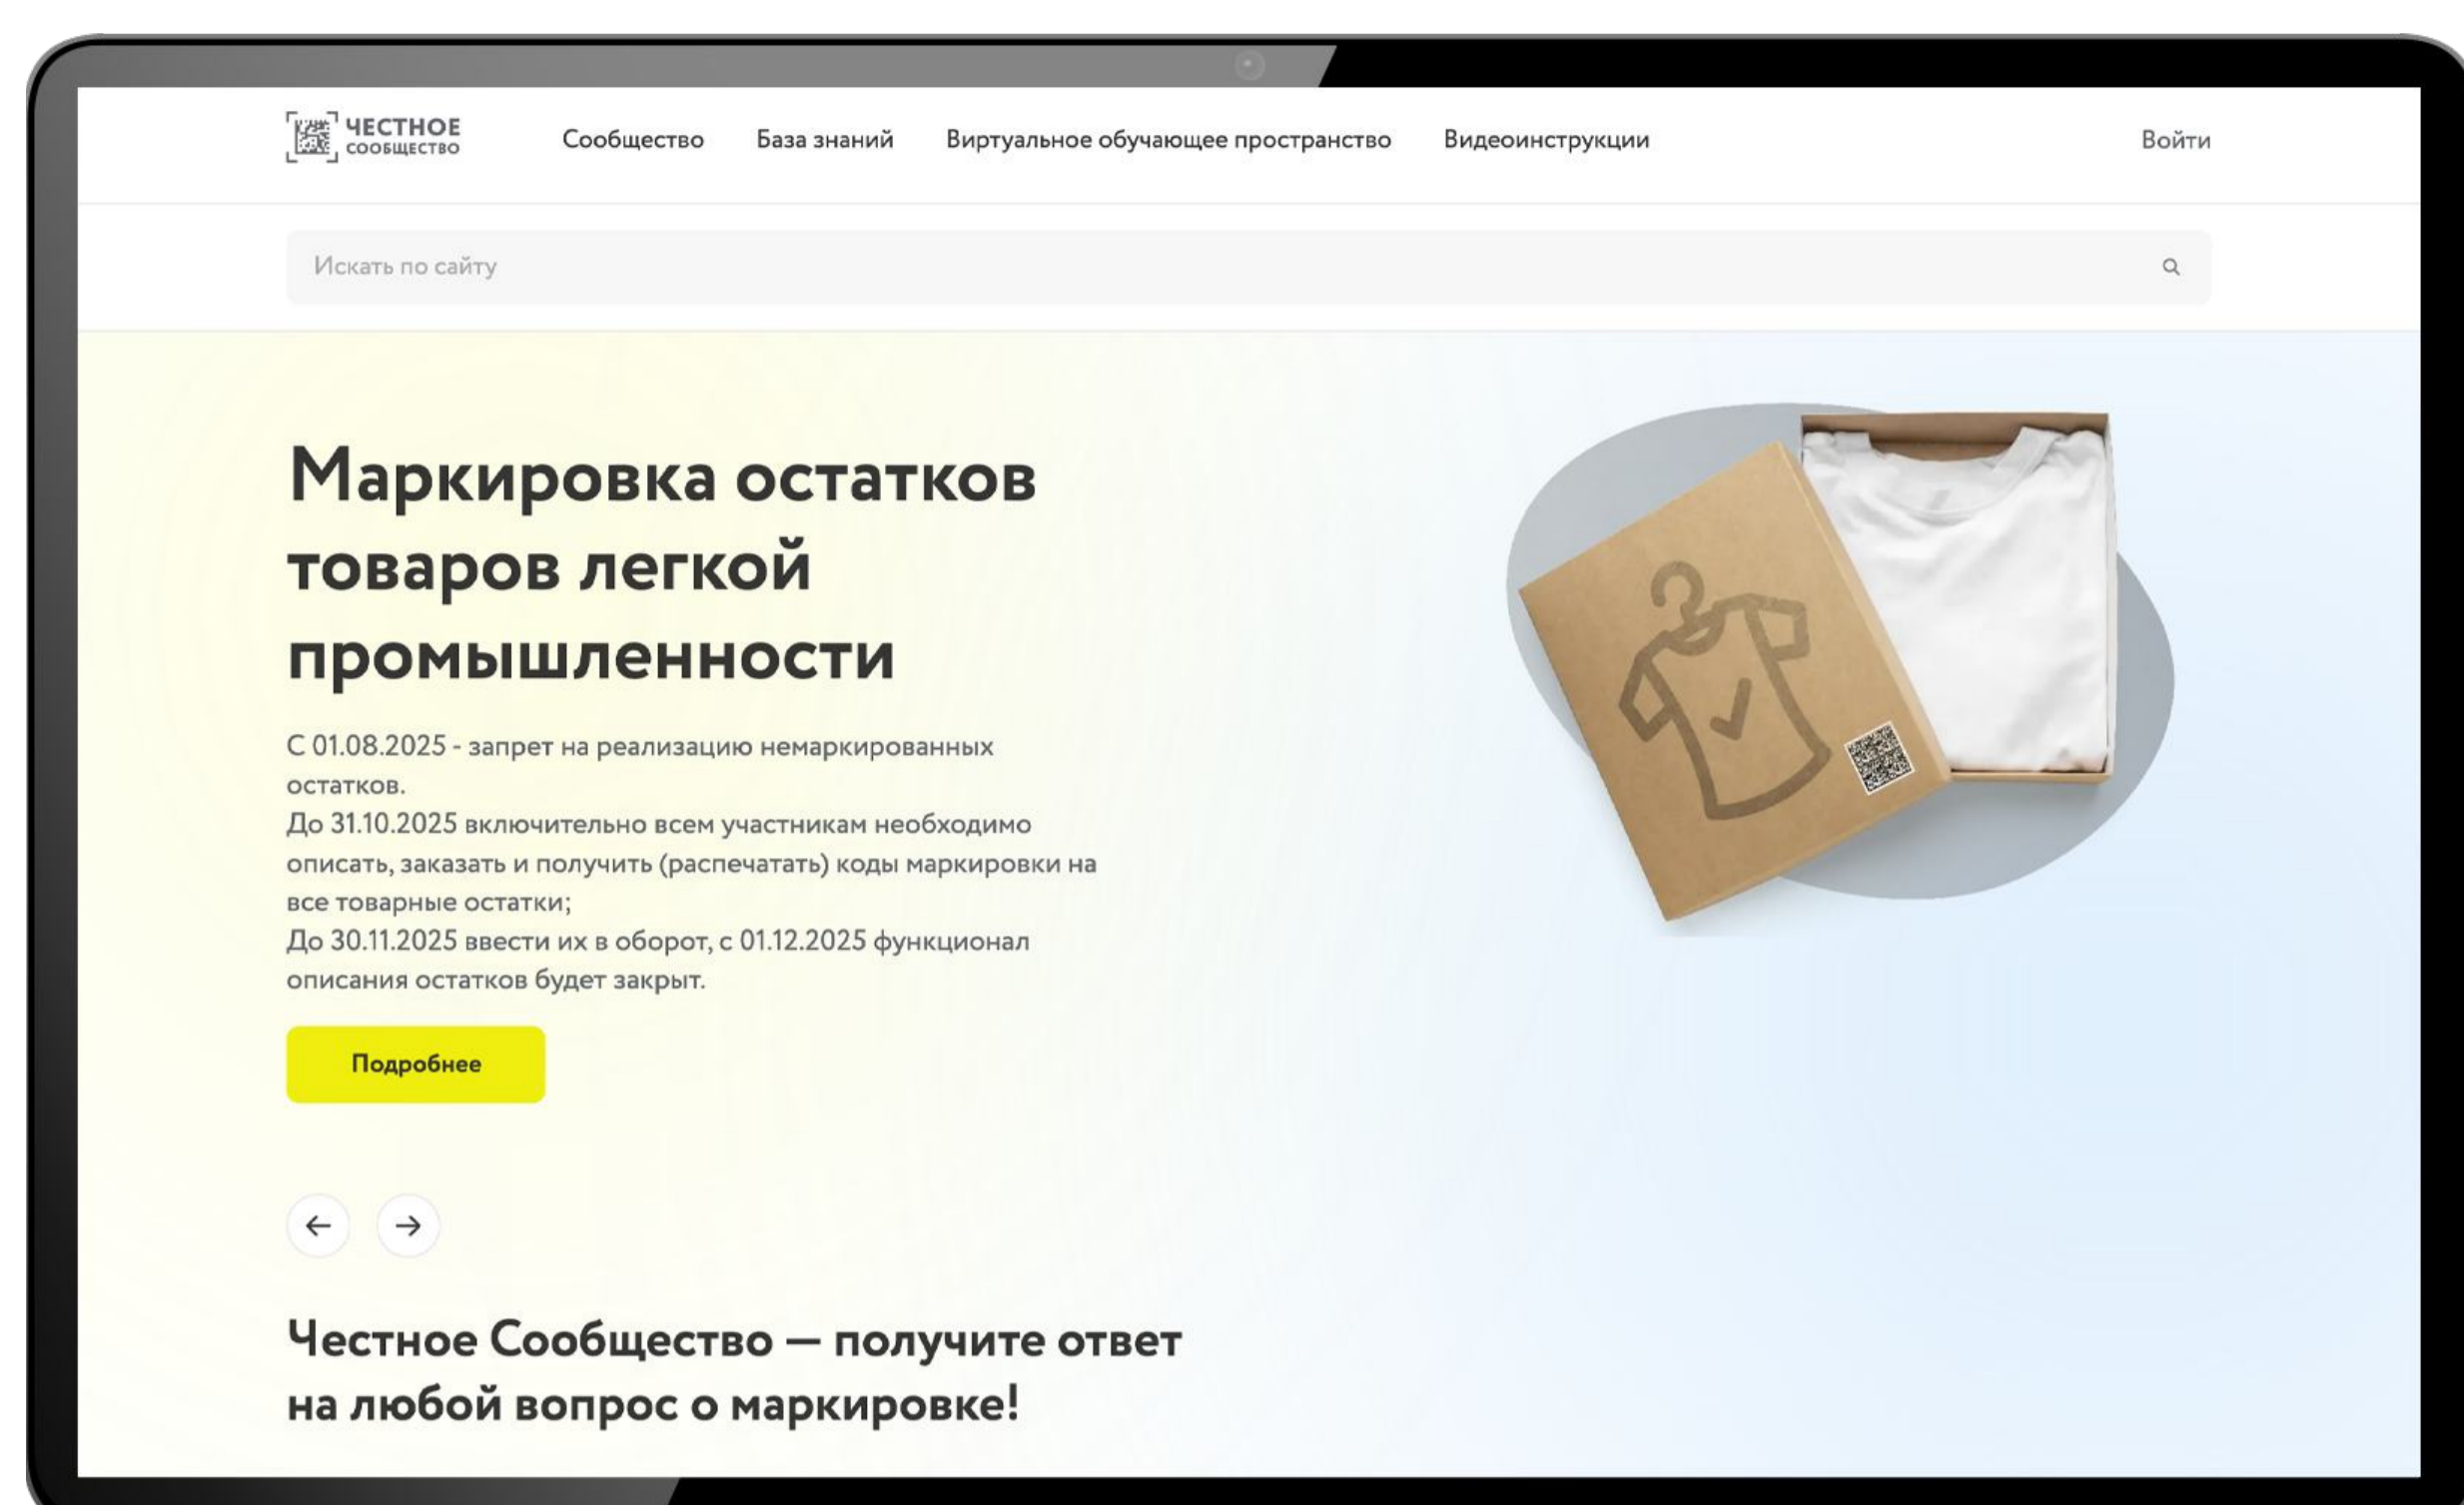 ЧЕСТНОЕ
СООБЩЕСТВО
Сообщество База знаний Виртуальное обучающее пространство Видеоинструкции Войти
Искать по сайту
Маркировка остатков
товаров легкой
промышленности
С 01.08.2025 - запрет на реализацию немаркированных
остатков.
До 31.10.2025 включительно всем участникам необходимо
описать, заказать и получить (распечатать) коды маркировки на
все товарные остатки;
До 30.11.2025 ввести их в оборот, с 01.12.2025 функционал
описания остатков будет закрыт.
Подробнее
Честное Сообщество — получите ответ
на любой вопрос о маркировке!